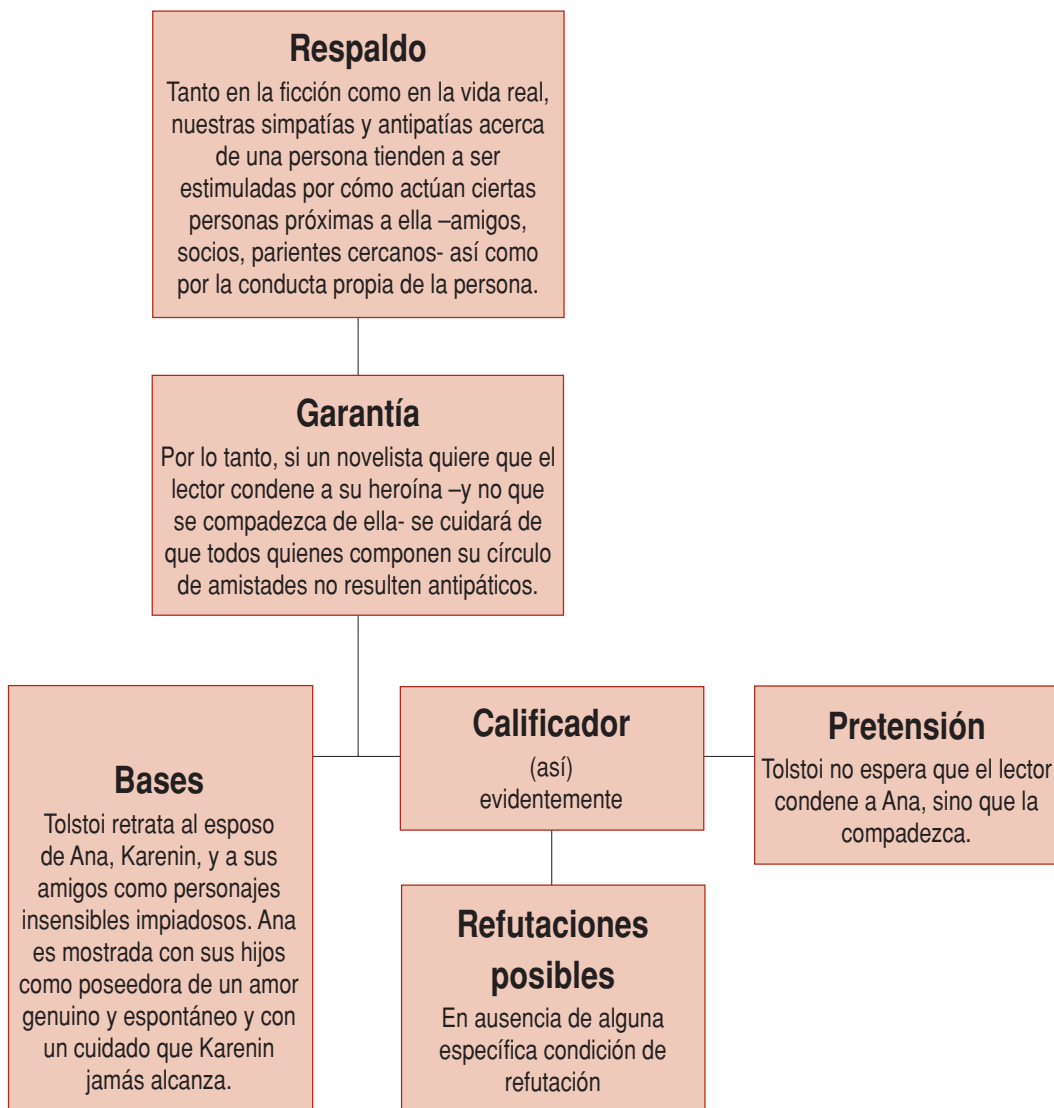 Respaldo
Tanto en la ficción como en la vida real,
nuestras simpatías y antipatías acerca
de una persona tienden a ser
estimuladas por cómo actúan ciertas
personas próximas a ella –amigos,
socios, parientes cercanos- así como
por la conducta propia de la persona.
Garantía
Por lo tanto, si un novelista quiere que el
lector condene a su heroína –y no que
se compadezca de ella- se cuidará de
que todos quienes componen su círculo
de amistades no resulten antipáticos.
Bases
Tolstoi retrata al esposo
de Ana, Karenin, y a sus
amigos como personajes
insensibles impiadosos. Ana
es mostrada con sus hijos
como poseedora de un amor
genuino y espontáneo y con
un cuidado que Karenin
jamás alcanza.
Calificador
(así)
evidentemente
Pretensión
Tolstoi no espera que el lector
condene a Ana, sino que la
compadezca.
Refutaciones
posibles
En ausencia de alguna
específica condición de
refutación